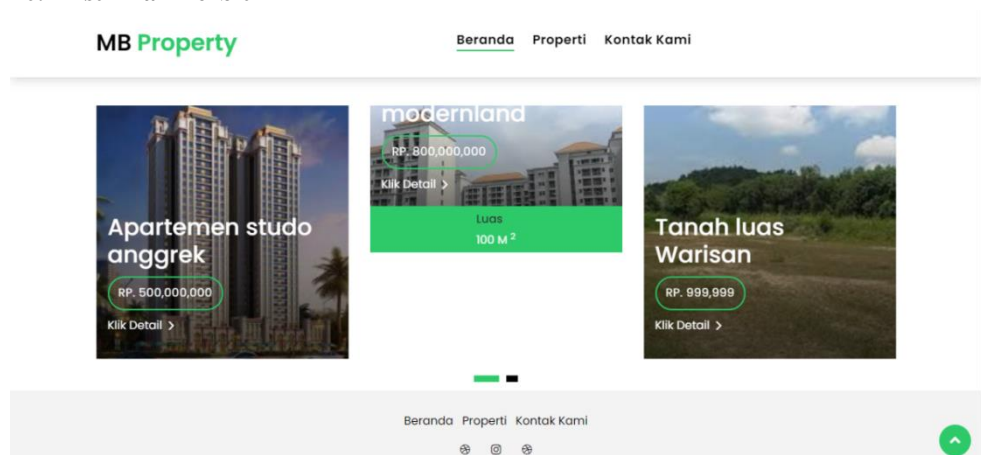 MB Property
Beranda Properti Kontak Kami
Apartemen studo
anggrek
RP. 500,000,000
Klik Detail >
modernland
RP. 800,000,000
Klik Detail >
Luas
100 M 2
Tanah luas
Warisan
RP. 999,999
Klik Detail >
Beranda Properti Kontak Kami